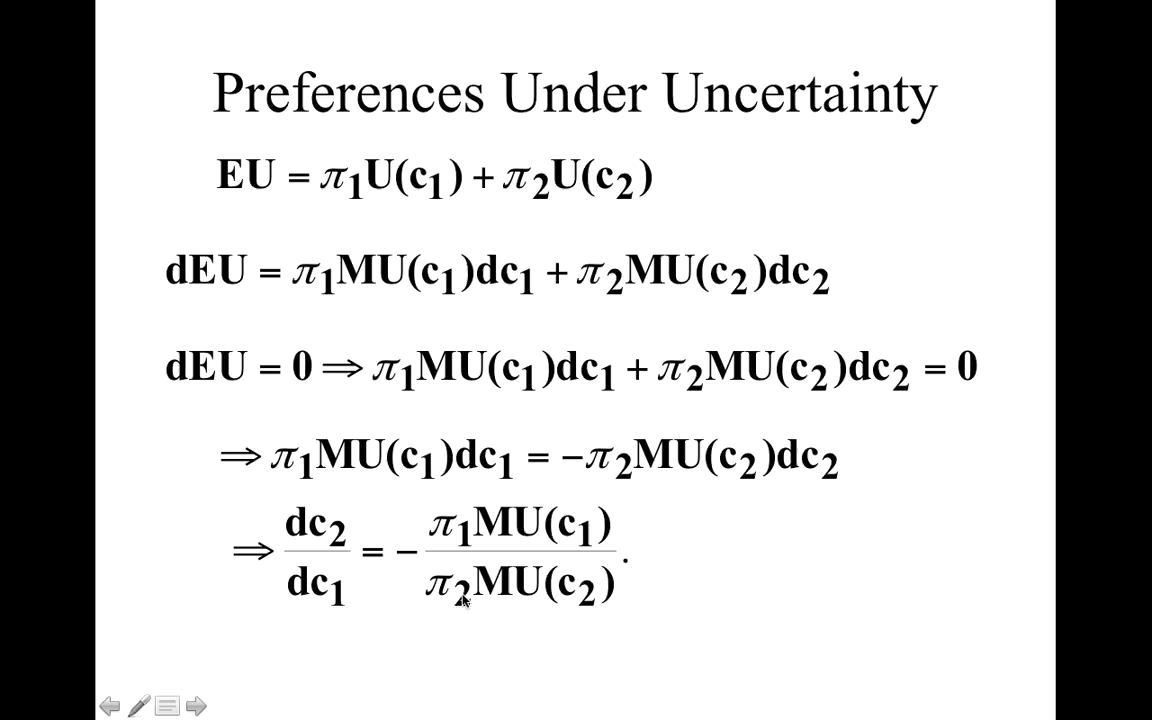 Preferences Under Uncertainty
EU = π₁U(c₁) + π₂U(c₂)
dEU = π₁MU(c₁)dc₁ + π₂MU(c₂)dc₂
dEU = 0 ⇒ π₁MU(c₁)dc₁ + π₂MU(c₂)dc₂ = 0
⇒ π₁MU(c₁)dc₁ = −π₂MU(c₂)dc₂
⇒ dc₂/dc₁ = − π₁MU(c₁)/π₂MU(c₂).